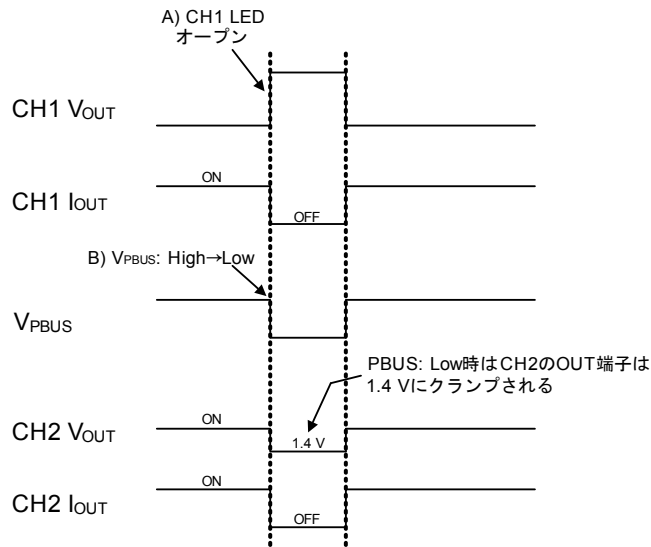 A) CH1 LED
オープン
CH1 VOUT
ON
CH1 IOUT
OFF
B) VPBUS: High→Low
VPBUS
PBUS: Low時はCH2のOUT端子は
1.4 Vにクランプされる
ON
CH2 VOUT
1.4 V
ON
CH2 IOUT
OFF